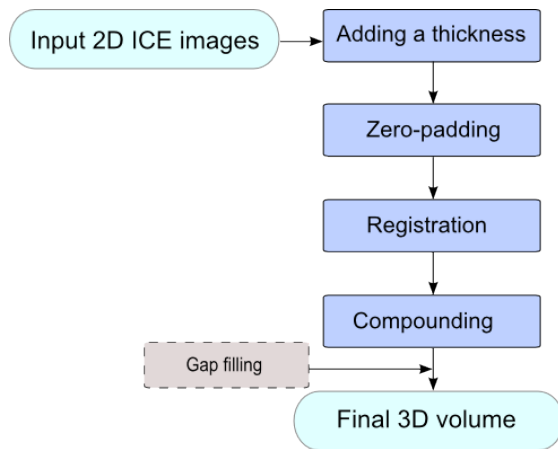 Input 2D ICE images
Adding a thickness
Zero-padding
Registration
Compounding
Gap filling
Final 3D volume